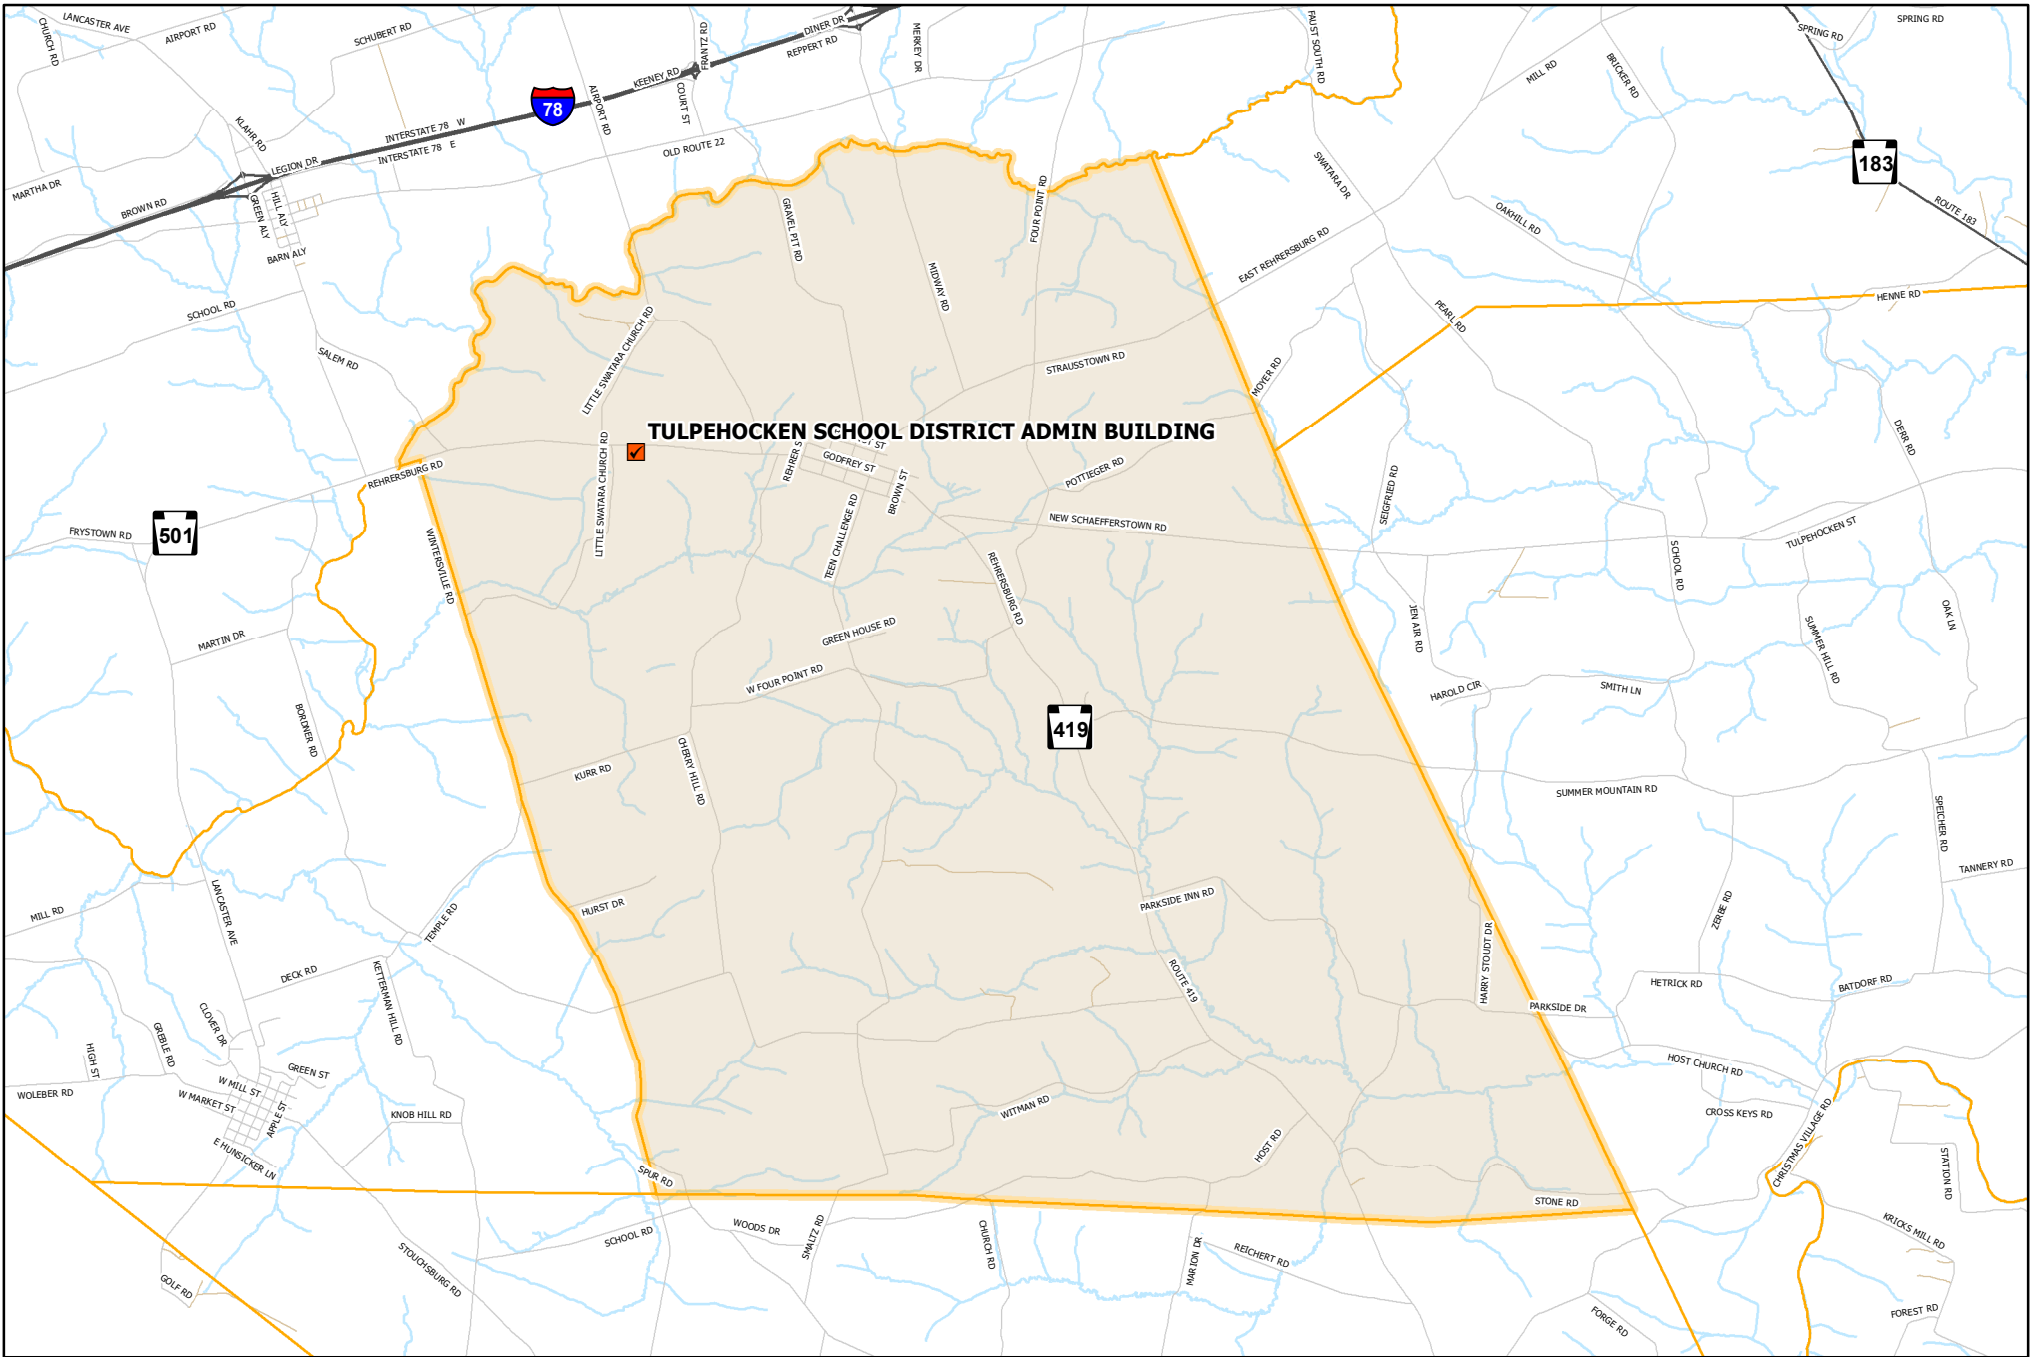 LANCASTER AVE
CHURCH RD
AIRPORT RD
SCHUBERT RD
FRANTZ RD
DINER DR
REPPERT RD
MERKEY DR
FAUST SOUTH RD
SPRING RD
SPRING RD
MILL RD
BRICKER RD
KEENEY RD
78
COURT ST
AIRPORT RD
KLAHR RD
INTERSTATE 78 W
INTERSTATE 78 E
OLD ROUTE 22
LEGION DR
MARTHA DR
BROWN RD
GREEN ALY
HILL ALY
BARN ALY
SWATARA DR
183
ROUTE 183
OAKHILL RD
FOUR POINT RD
GRAVEL PIT RD
EAST REHRERSBURG RD
MIDWAY RD
HENNE RD
SCHOOL RD
PEARL RD
SALEM RD
LITTLE SWATARA CHURCH RD
STRAUSSTOWN RD
MOYER RD
TULPEHOCKEN SCHOOL DISTRICT ADMIN BUILDING
DERR RD
REHRERSBURG RD
LITTLE SWATARA CHURCH RD
GODFREY ST
BROWN ST
POTTIEGER RD
SEIGFRIED RD
501
FRYSTOWN RD
NEW SCHAEFFERSTOWN RD
TULPEHOCKEN ST
WINTERSVILLE RD
TEEN CHALLENGE RD
REHRERSBURG RD
SCHOOL RD
JEN AIR RD
OAK LN
SUMMER HILL RD
MARTIN DR
GREEN HOUSE RD
W FOUR POINT RD
HAROLD CIR
SMITH LN
BORDNER RD
419
KURR RD
CHERRY HILL RD
SUMMER MOUNTAIN RD
SPEICHER RD
TANNERY RD
MILL RD
LANCASTER AVE
TEMPLE RD
HURST DR
PARKSIDE INN RD
ZERBE RD
HARRY STOUDT DR
DECK RD
KETTERMAN HILL RD
ROUTE 419
HETRICK RD
BATDORF RD
PARKSIDE DR
CLOVER DR
GREBLE RD
HIGH ST
GREEN ST
HOST CHURCH RD
WOLEBER RD
W MILL ST
W MARKET ST
APPLE ST
KNOB HILL RD
WITMAN RD
CROSS KEYS RD
CHRISTMAS VILLAGE RD
E HUNSICKER LN
HOST RD
SPUR RD
STATION RD
STONE RD
SCHOOL RD
WOODS DR
SMALTZ RD
CHURCH RD
MARION DR
REICHERT RD
KRICKS MILL RD
STOUCHSBURG RD
GOLF RD
FORGE RD
FOREST RD